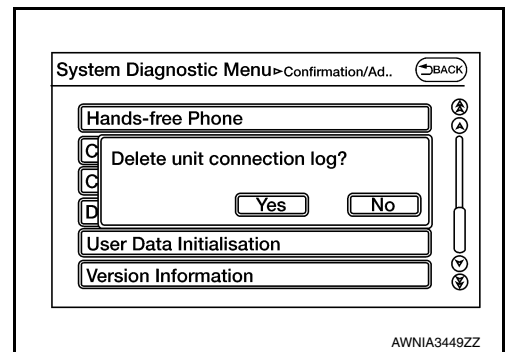 System Diagnostic Menu▷Confirmation/Ad.. BACK
Hands-free Phone
C
Delete unit connection log?
C
Yes No
D
User Data Initialisation
Version Information
AWNIA3449ZZ